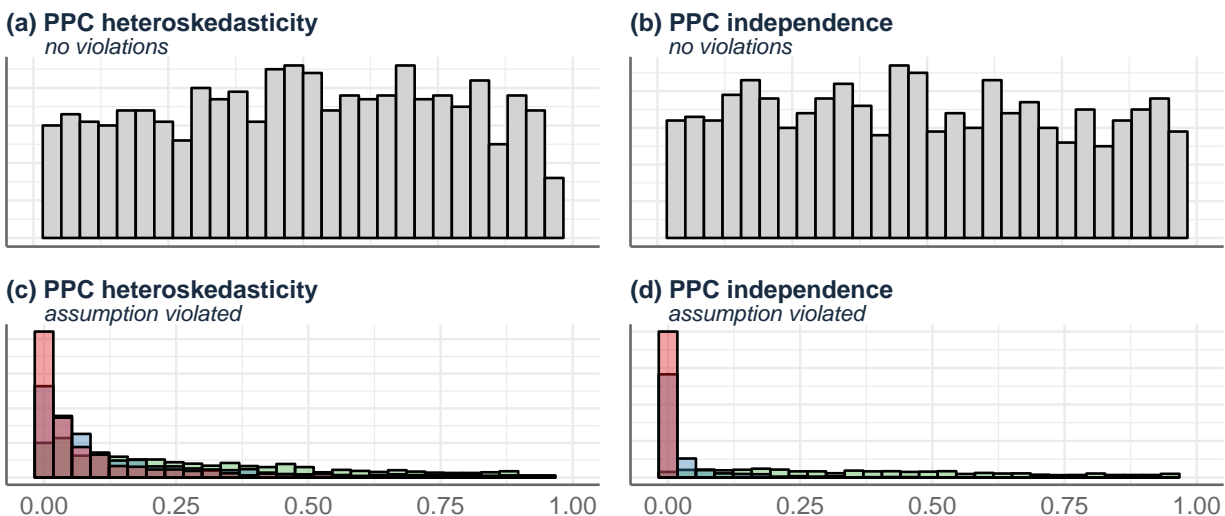 (a) PPC heteroskedasticity
no violations
(b) PPC independence
no violations
(c) PPC heteroskedasticity
assumption violated
(d) PPC independence
assumption violated
0.00 0.25 0.50 0.75 1.00
0.00 0.25 0.50 0.75 1.00